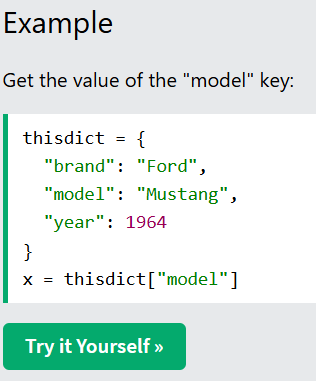 Example
Get the value of the "model" key:
thisdict = {
  "brand": "Ford",
  "model": "Mustang",
  "year": 1964
}
x = thisdict["model"]
Try it Yourself »